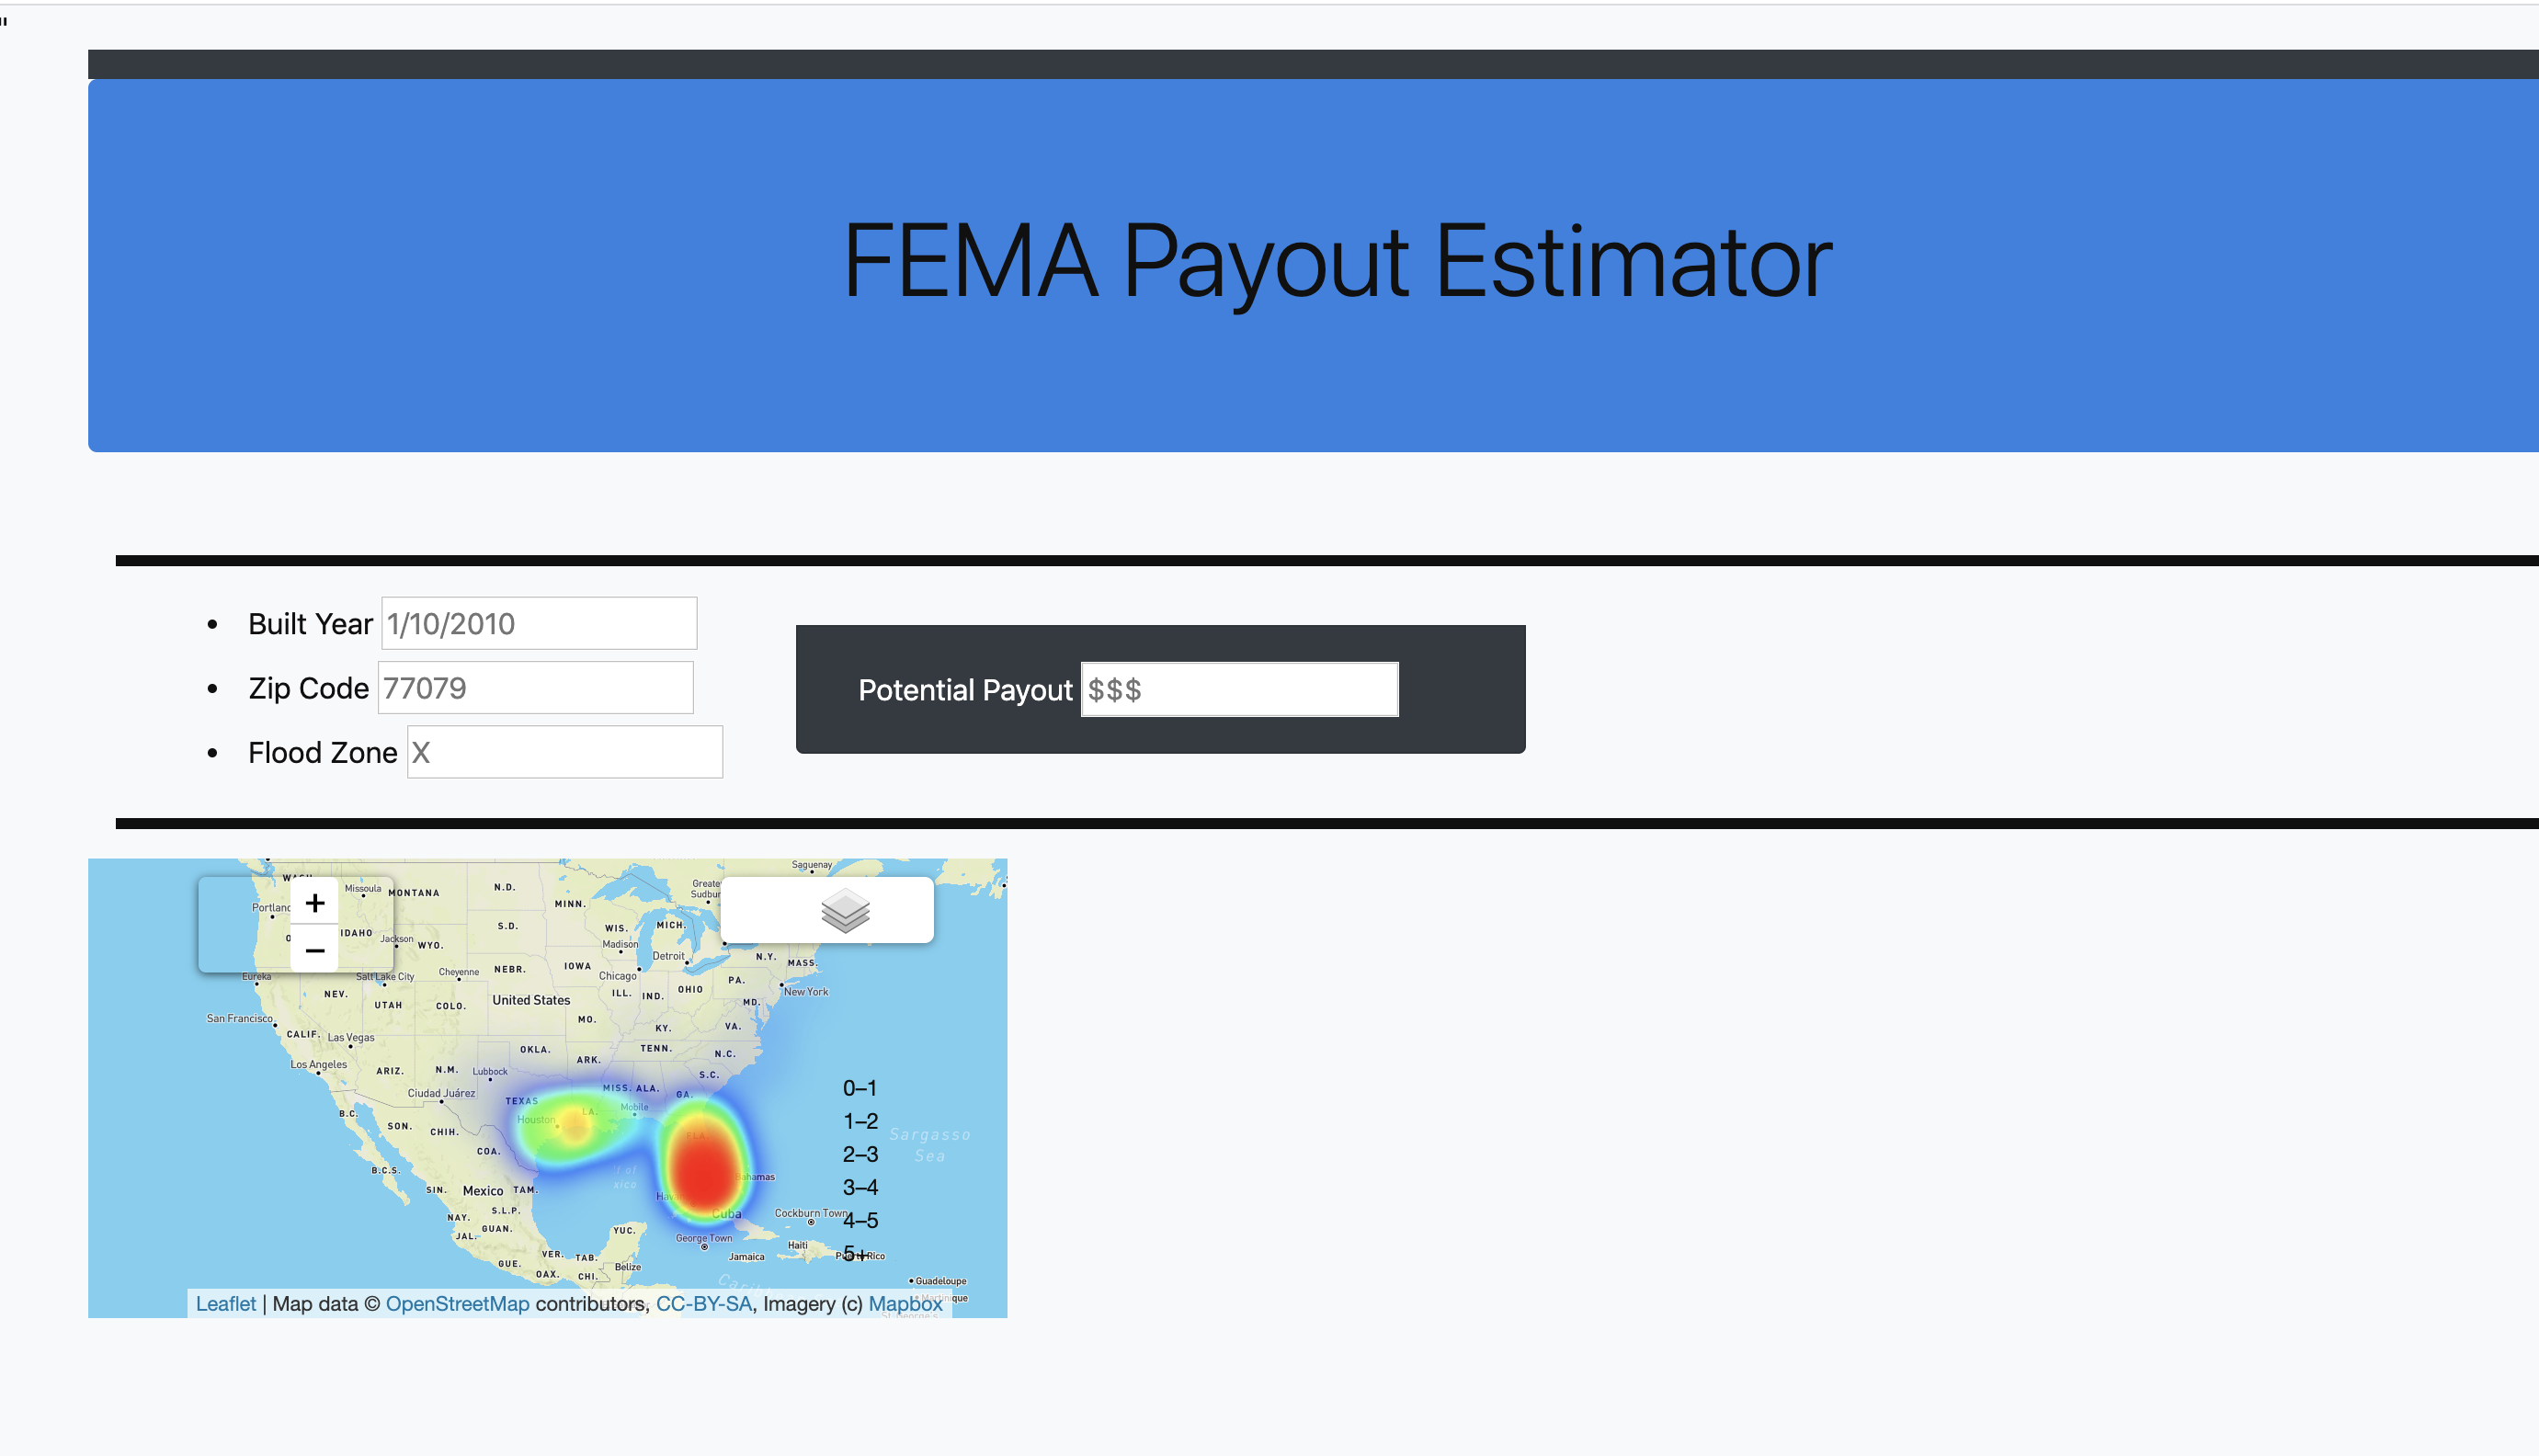 "
FEMA Payout Estimator
Built Year 1/10/2010
Zip Code 77079
Flood Zone X
Potential Payout $$$
Saguenay
WASH.
Missoula
MONTANA
N.D.
Portland
MINN.
S.D.
IDAHO
Jackson
WYO.
WIS.
MICH.
Madison
Detroit
N.Y.
MASS.
Eureka
Salt Lake City
Cheyenne
NEBR.
IOWA
Chicago
NEV.
UTAH
COLO.
United States
ILL.
IND.
OHIO
PA.
New York
MD.
San Francisco
CALIF.
Las Vegas
MO.
KY.
VA.
Los Angeles
ARIZ.
N.M.
Lubbock
OKLA.
ARK.
TENN.
N.C.
S.C.
Ciudad Juárez
TEXAS
MISS.
ALA.
GA.
B.C.
SON.
CHIH.
Houston
LA.
Mobile
FLA.
COA.
B.C.S.
SIN.
Mexico
TAM.
Bahamas
Sargasso
Sea
NAY.
S.L.P.
GUAN.
JAL.
YUC.
Cuba
Cockburn Town
George Town
Jamaica
Haiti
Puerto Rico
VER.
TAB.
GUE.
OAX.
CHI.
Belize
Guadeloupe
+
−
0–1
1–2
2–3
3–4
4–5
5+
Leaflet | Map data © OpenStreetMap contributors, CC-BY-SA, Imagery (c) Mapbox